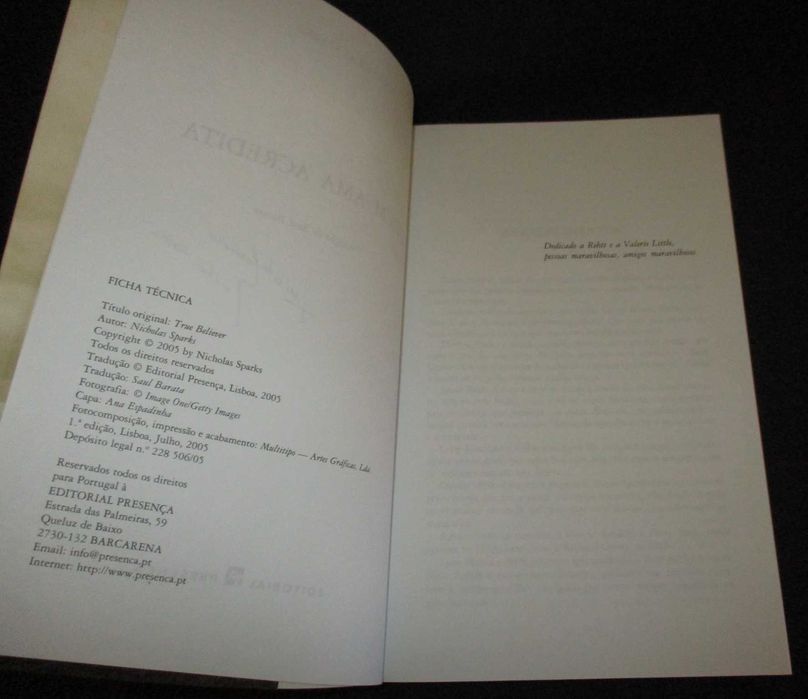 FICHA TÉCNICA
Título original: True Believer
Autor: Nicholas Sparks
Copyright © 2005 by Nicholas Sparks
Todos os direitos reservados
Tradução © Editorial Presença, Lisboa, 2005
Tradução: Saul Barata
Fotografia: © Image One/Getty Images
Capa: Ana Espadinha
Fotocomposição, impressão e acabamento: Multitipo — Artes Gráficas, Lda.
1.ª edição, Lisboa, Julho, 2005
Depósito legal n.º 228 506/05
Reservados todos os direitos
para Portugal à
EDITORIAL PRESENÇA
Estrada das Palmeiras, 59
Queluz de Baixo
2730-132 BARCARENA
Email: info@presenca.pt
Internet: http://www.presenca.pt
Dedicado a Rhett e a Valerie Little,
pessoas maravilhosas, amigos maravilhosos.